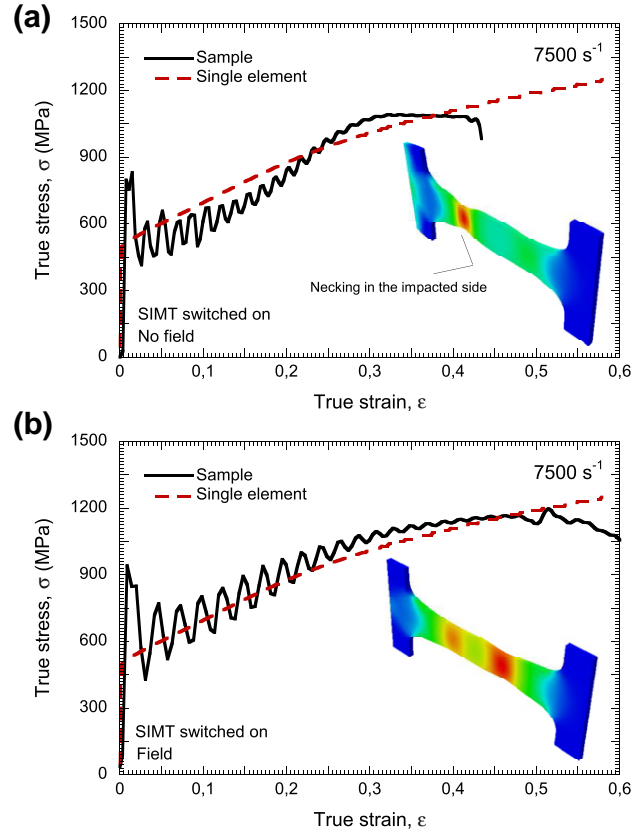 (a)
1500
1200
900
600
300
0
True stress, σ (MPa)
Sample
Single element
7500 s⁻¹
Necking in the impacted side
SIMT switched on
No field
0 0,1 0,2 0,3 0,4 0,5 0,6
True strain, ε
(b)
1500
1200
900
600
300
0
True stress, σ (MPa)
Sample
Single element
7500 s⁻¹
SIMT switched on
Field
0 0,1 0,2 0,3 0,4 0,5 0,6
True strain, ε